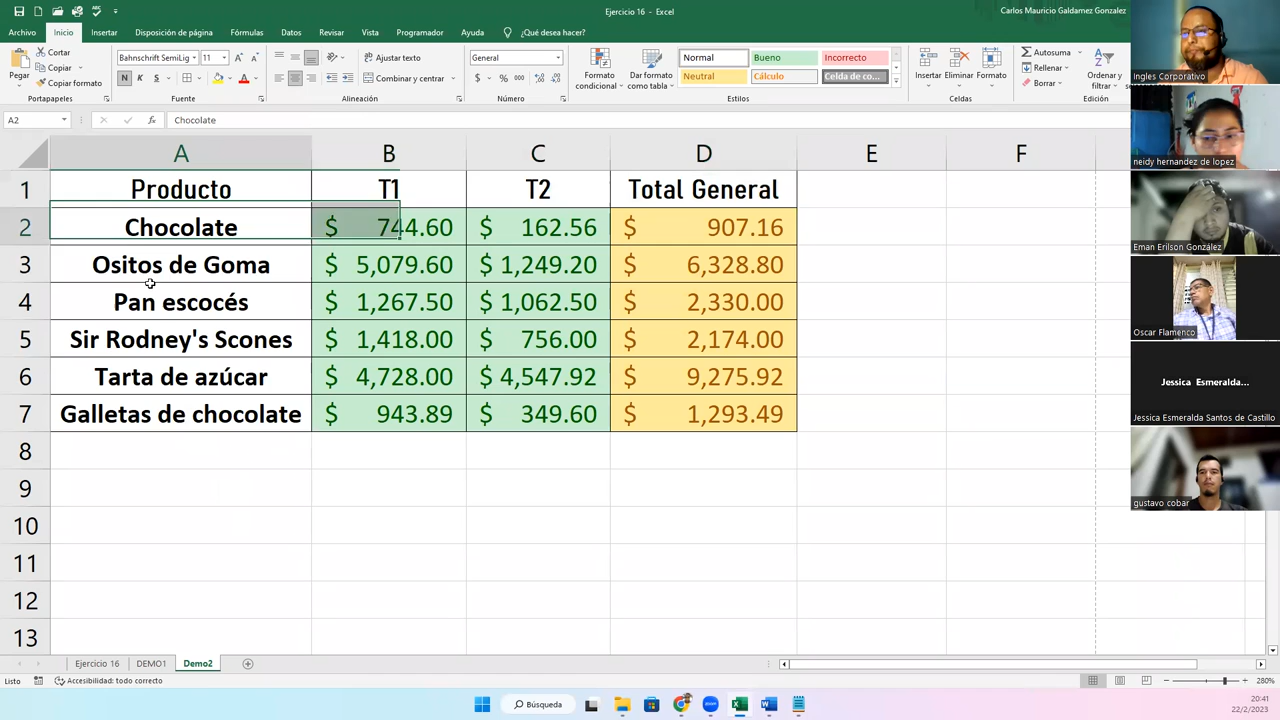 Ejercicio 16 - Excel
Carlos Mauricio Galdamez Gonzalez
Archivo Inicio Insertar Disposición de página Fórmulas Datos Revisar Vista Programador Ayuda ¿Qué desea hacer?
Pegar
Cortar
Copiar
Copiar formato
Portapapeles
Bahnschrift SemiLig 11
N K S
Fuente
Ajustar texto
Combinar y centrar
Alineación
General
$ % 000
Número
Formato condicional
Dar formato como tabla
Normal Bueno Incorrecto
Neutral Cálculo Celda de co...
Estilos
Insertar Eliminar Formato
Celdas
Autosuma
Rellenar
Borrar
Ordenar y filtrar
Edición
A2 fx Chocolate
A B C D E F
1 Producto T1 T2 Total General
2 Chocolate $ 744.60 $ 162.56 $ 907.16
3 Ositos de Goma $ 5,079.60 $ 1,249.20 $ 6,328.80
4 Pan escocés $ 1,267.50 $ 1,062.50 $ 2,330.00
5 Sir Rodney's Scones $ 1,418.00 $ 756.00 $ 2,174.00
6 Tarta de azúcar $ 4,728.00 $ 4,547.92 $ 9,275.92
7 Galletas de chocolate $ 943.89 $ 349.60 $ 1,293.49
8
9
10
11
12
13
Ingles Corporativo
neidy hernandez de lopez
Eman Erilson González
Oscar Flamenco
Jessica Esmeralda...
Jessica Esmeralda Santos de Castillo
gustavo cobar
Ejercicio 16 DEMO1 Demo2
Listo Accesibilidad: todo correcto 280%
Búsqueda
20:41
22/2/2023